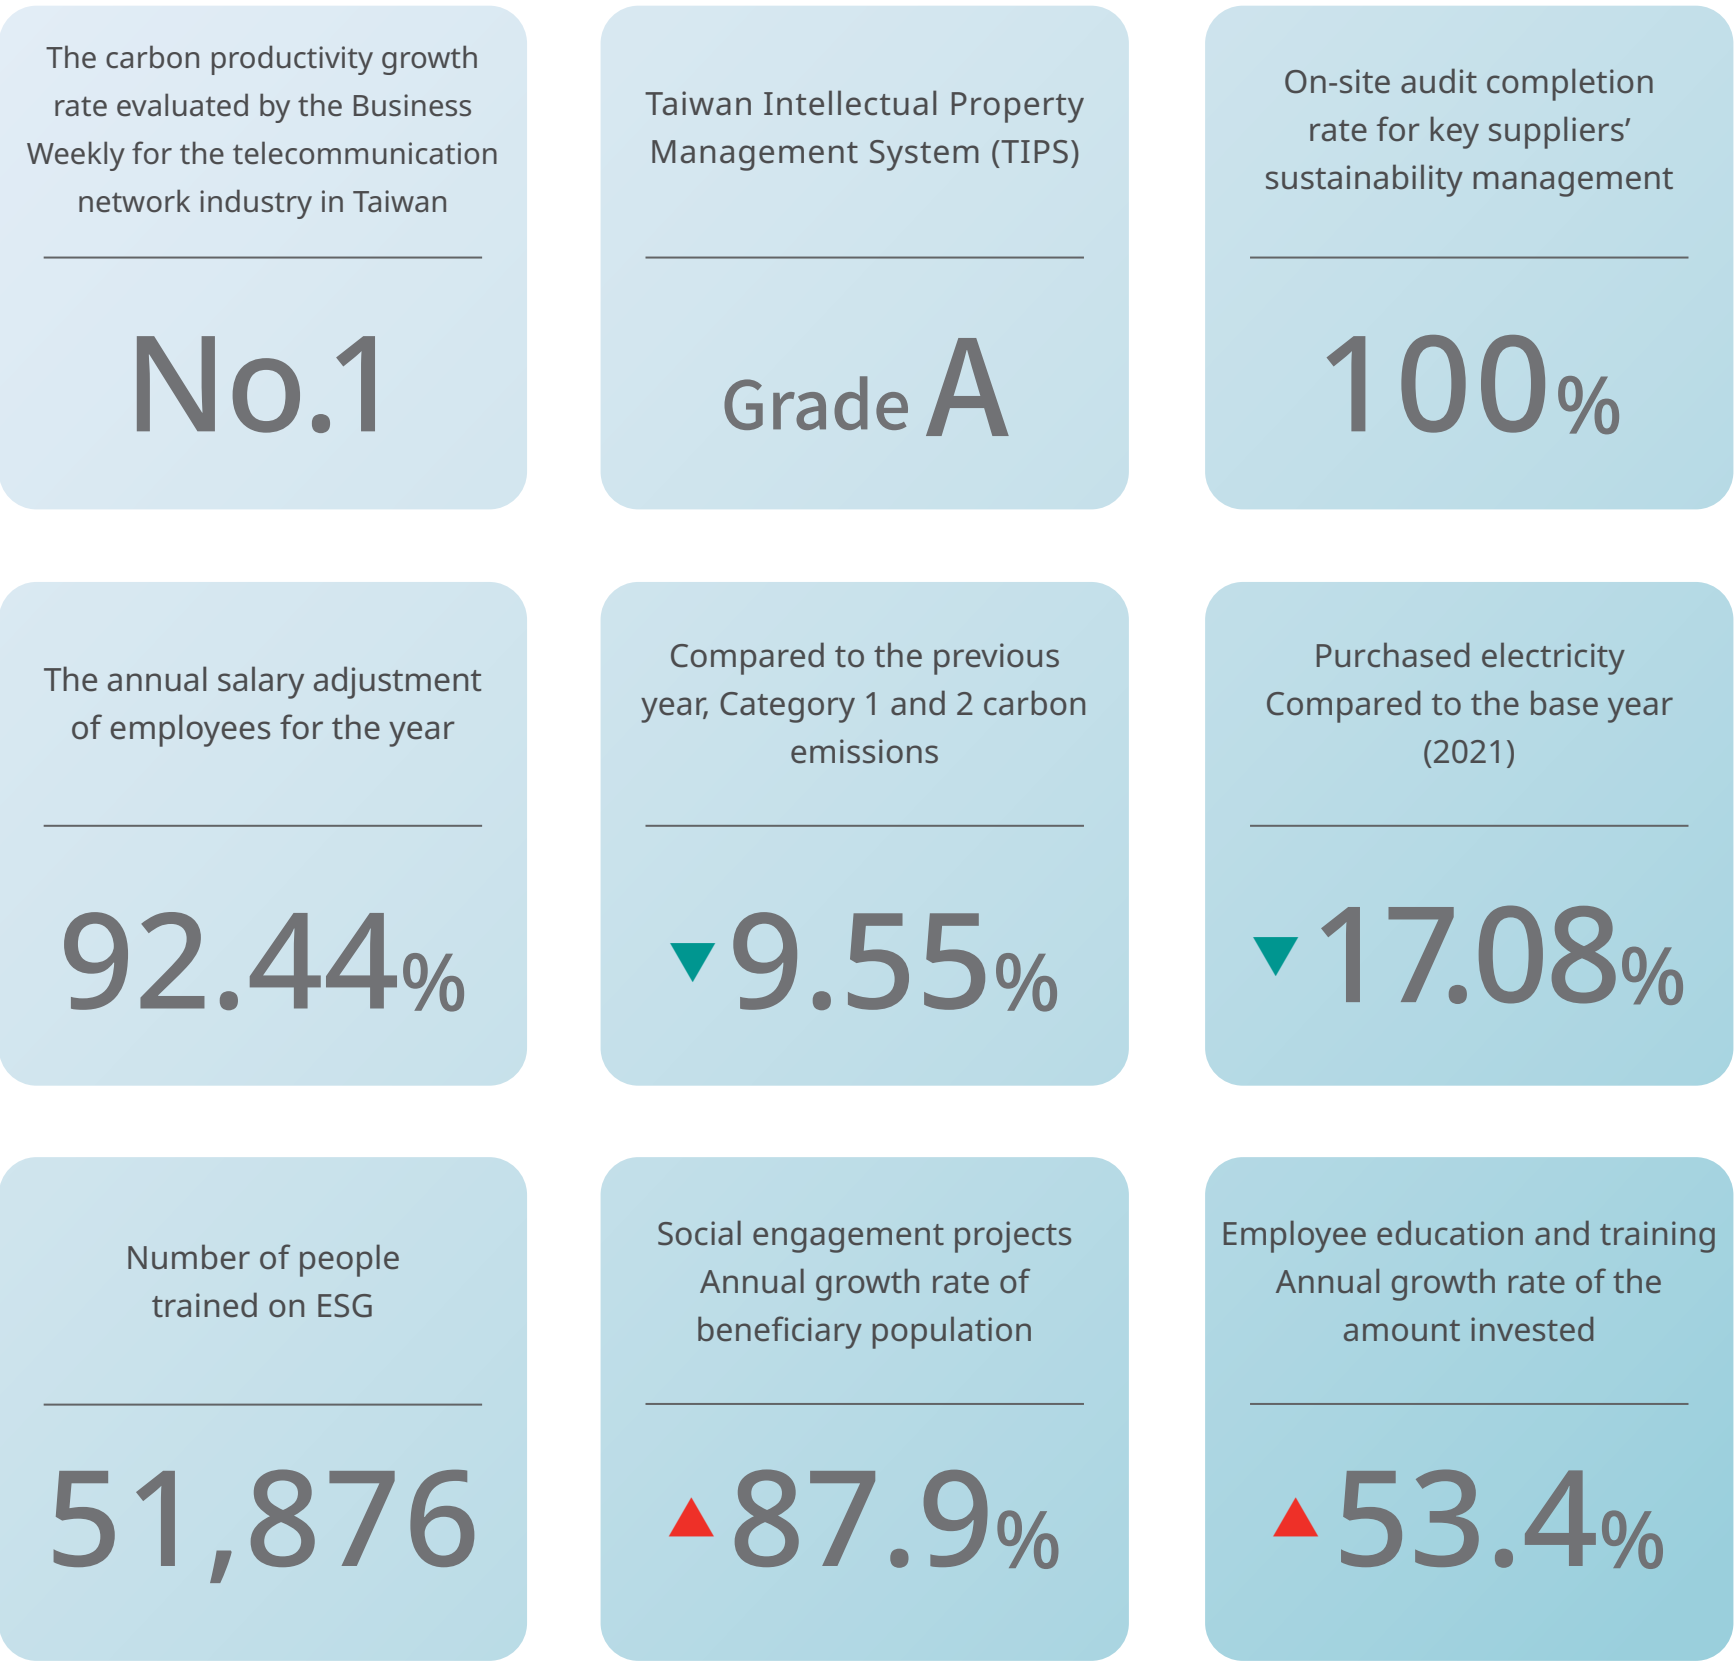 The carbon productivity growth
rate evaluated by the Business
Weekly for the telecommunication
network industry in Taiwan
No.1
Taiwan Intellectual Property
Management System (TIPS)
Grade A
On-site audit completion
rate for key suppliers’
sustainability management
100%
The annual salary adjustment
of employees for the year
92.44%
Compared to the previous
year, Category 1 and 2 carbon
emissions
▼9.55%
Purchased electricity
Compared to the base year
(2021)
▼17.08%
Number of people
trained on ESG
51,876
Social engagement projects
Annual growth rate of
beneficiary population
▲87.9%
Employee education and training
Annual growth rate of the
amount invested
▲53.4%